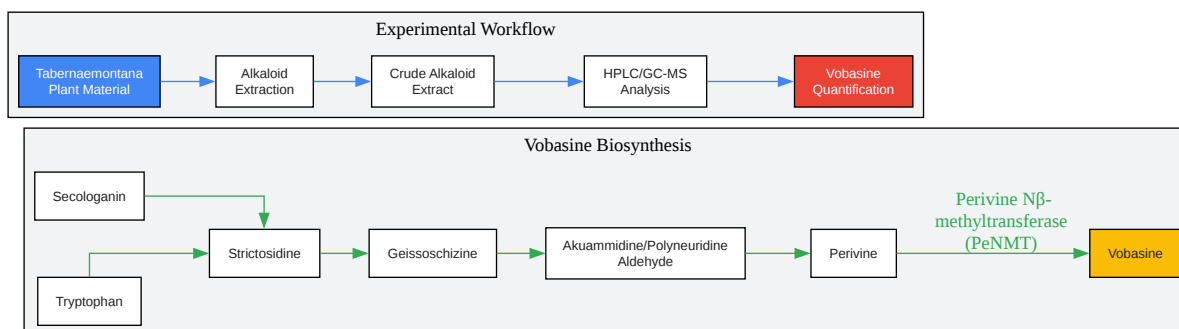 Experimental Workflow
Tabernaemontana
Plant Material
Alkaloid
Extraction
Crude Alkaloid
Extract
HPLC/GC-MS
Analysis
Vobasine
Quantification
Vobasine Biosynthesis
Secologanin
Tryptophan
Strictosidine
Geissoschizine
Akuammidine/Polyneuridine
Aldehyde
Perivine
Perivine Nβ-
methyltransferase
(PeNMT)
Vobasine